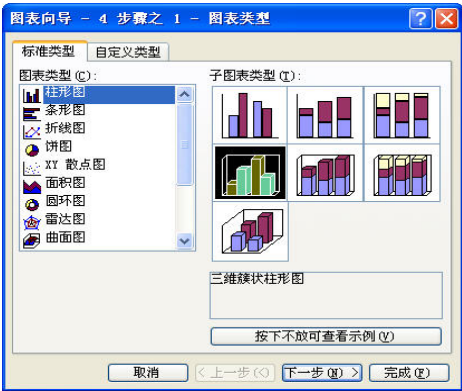 图表向导 - 4 步骤之 1 - 图表类型
标准类型 自定义类型
图表类型(C):
柱形图
条形图
折线图
饼图
XY 散点图
面积图
圆环图
雷达图
曲面图
子图表类型(T):
三维簇状柱形图
按下不放可查看示例(V)
取消 < 上一步(B) 下一步(N) > 完成(F)